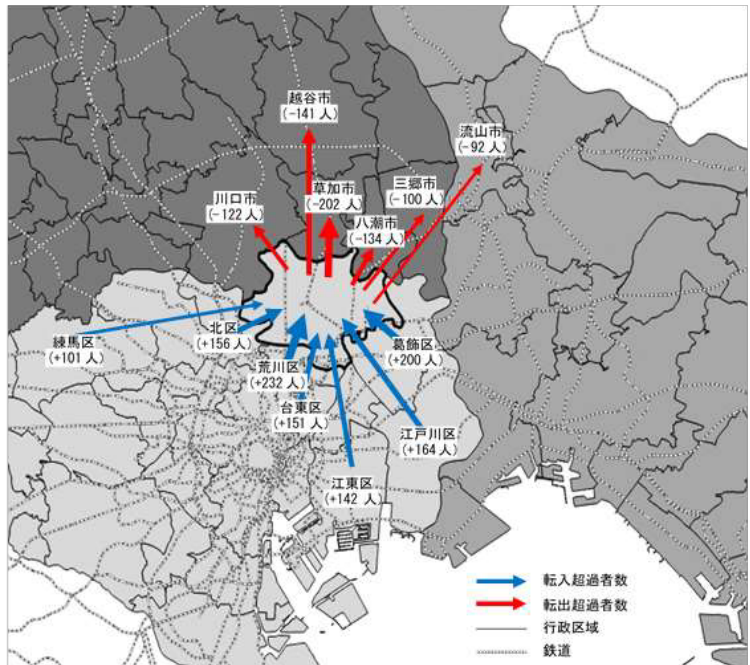 越谷市
(-141 人)
流山市
(-92 人)
川口市
(-122 人)
草加市
(-202 人)
三郷市
(-100 人)
八潮市
(-134 人)
練馬区
(+101 人)
北区
(+156 人)
荒川区
(+232 人)
台東区
(+151 人)
江東区
(+142 人)
葛飾区
(+200 人)
江戸川区
(+164 人)
転入超過者数
転出超過者数
行政区域
鉄道